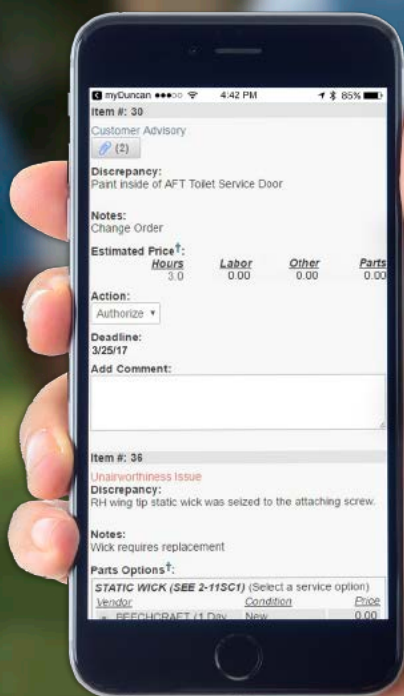 myDuncan 4:42 PM 85%
Item #: 30
Customer Advisory
(2)
Discrepancy:
Paint inside of AFT Toilet Service Door
Notes:
Change Order
Estimated Price†:
Hours Labor Other Parts
3.0 0.00 0.00 0.00
Action:
Authorize
Deadline:
3/25/17
Add Comment:
Item #: 36
Unairworthiness Issue
Discrepancy:
RH wing tip static wick was seized to the attaching screw.
Notes:
Wick requires replacement
Parts Options†:
STATIC WICK (SEE 2-11SC1) (Select a service option)
Vendor Condition Price
BEECHCRAFT (1 Day New 0.00